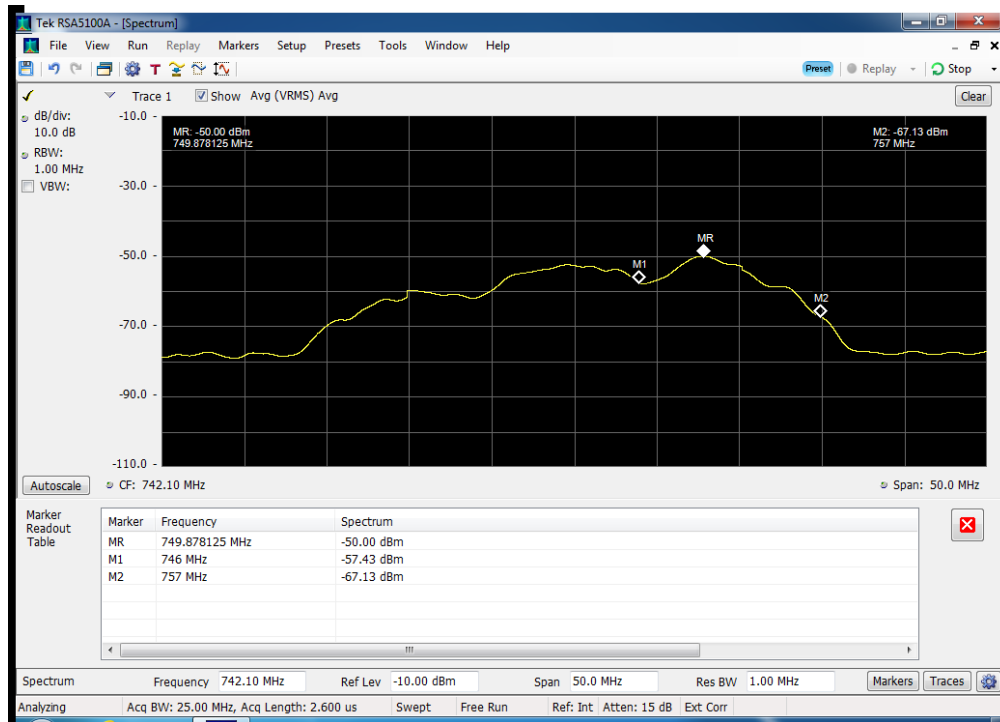 Tek RSA5100A - [Spectrum]
File View Run Replay Markers Setup Presets Tools Window Help
Preset Replay Stop
Trace 1 Show Avg (VRMS) Avg Clear
dB/div:
10.0 dB
RBW:
1.00 MHz
VBW:
-10.0
-30.0
-50.0
-70.0
-90.0
-110.0
MR: -50.00 dBm
749.878125 MHz
M2: -67.13 dBm
757 MHz
MR
M1
M2
Autoscale CF: 742.10 MHz Span: 50.0 MHz
Marker
Readout
Table
Marker Frequency Spectrum
MR 749.878125 MHz -50.00 dBm
M1 746 MHz -57.43 dBm
M2 757 MHz -67.13 dBm
Spectrum Frequency 742.10 MHz Ref Lev -10.00 dBm Span 50.0 MHz Res BW 1.00 MHz Markers Traces
Analyzing Acq BW: 25.00 MHz, Acq Length: 2.600 us Swept Free Run Ref: Int Atten: 15 dB Ext Corr